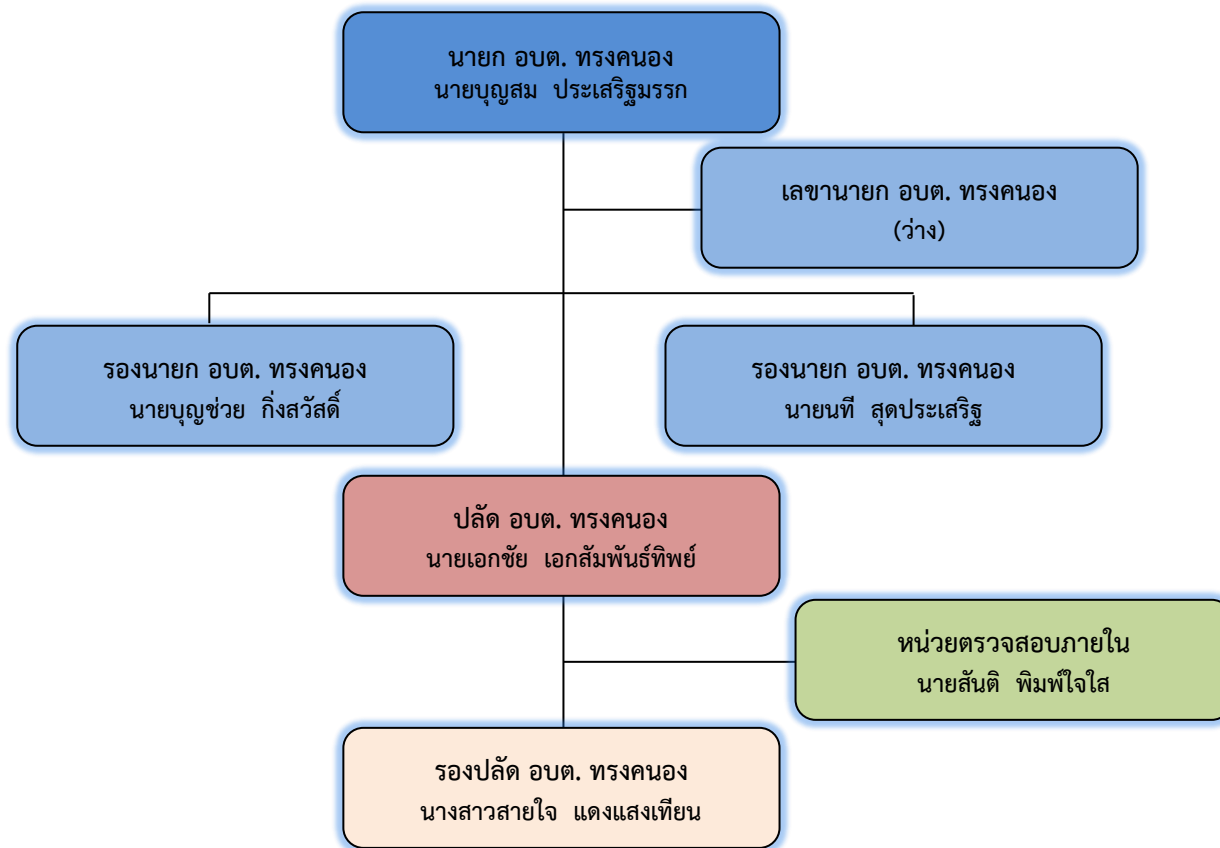 นายก อบต. ทรงคนอง
นายบุญสม ประเสริฐมรรก
เลขานายก อบต. ทรงคนอง
(ว่าง)
รองนายก อบต. ทรงคนอง
นายบุญช่วย กิ่งสวัสดิ์
รองนายก อบต. ทรงคนอง
นายนที สุดประเสริฐ
ปลัด อบต. ทรงคนอง
นายเอกชัย เอกสัมพันธ์ทิพย์
หน่วยตรวจสอบภายใน
นายสันติ พิมพ์ใจใส
รองปลัด อบต. ทรงคนอง
นางสาวสายใจ แดงแสงเทียน